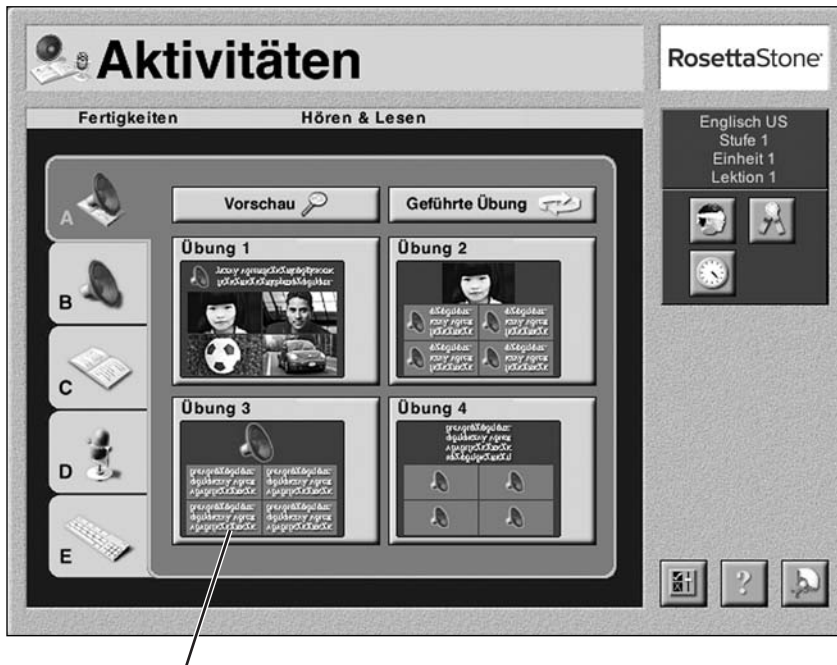 Aktivitäten
RosettaStone
Fertigkeiten Hören & Lesen
Englisch US
Stufe 1
Einheit 1
Lektion 1
A
B
C
D
E
Vorschau
Geführte Übung
Übung 1
Übung 2
Übung 3
Übung 4
?